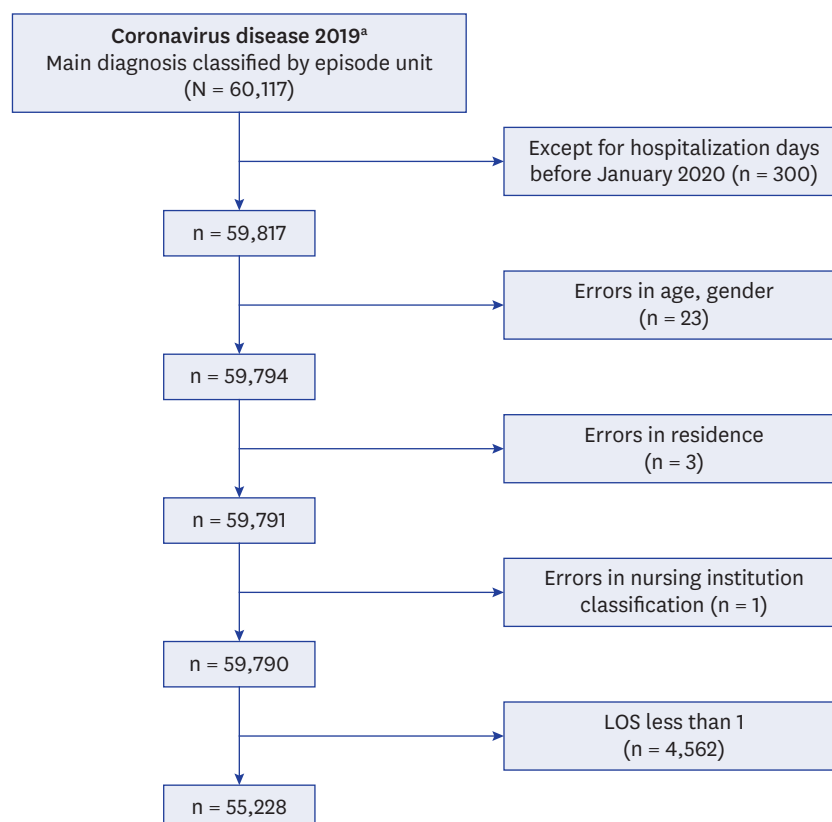 Coronavirus disease 2019ᵃ
Main diagnosis classified by episode unit
(N = 60,117)
Except for hospitalization days
before January 2020 (n = 300)
n = 59,817
Errors in age, gender
(n = 23)
n = 59,794
Errors in residence
(n = 3)
n = 59,791
Errors in nursing institution
classification (n = 1)
n = 59,790
LOS less than 1
(n = 4,562)
n = 55,228